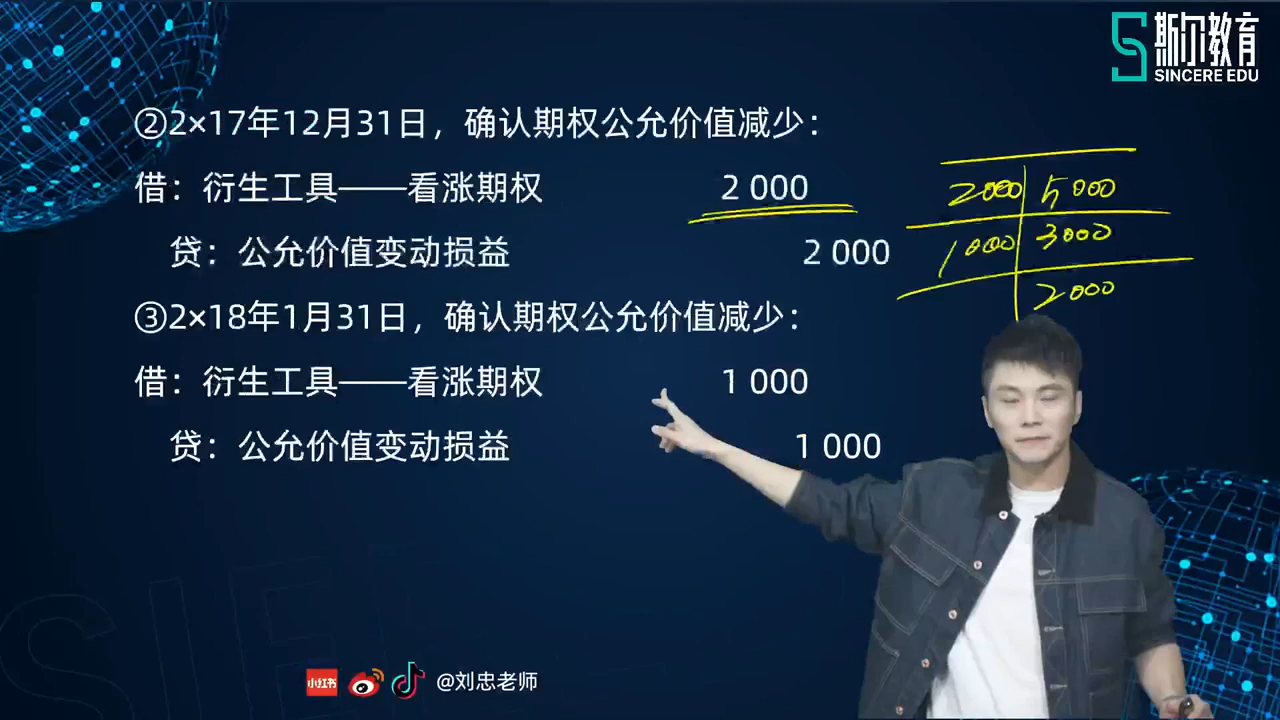 斯尔教育
SINCERE EDU
②2×17年12月31日，确认期权公允价值减少：
借：衍生工具——看涨期权 2 000
贷：公允价值变动损益 2 000
③2×18年1月31日，确认期权公允价值减少：
借：衍生工具——看涨期权 1 000
贷：公允价值变动损益 1 000
2000 5000
1000 3000
2000
小红书 @刘忠老师